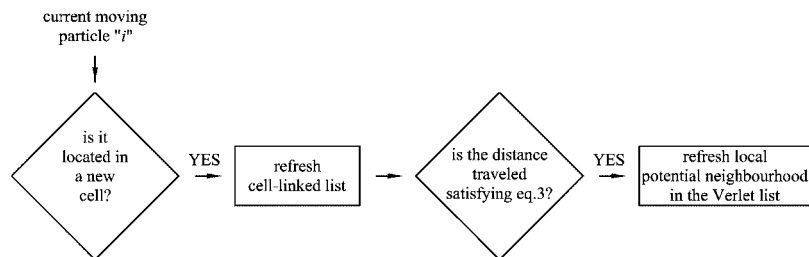 current moving
particle "i"
is it
located in
a new
cell?
YES
refresh
cell-linked list
is the distance
traveled
satisfying eq.3?
YES
refresh local
potential neighbourhood
in the Verlet list